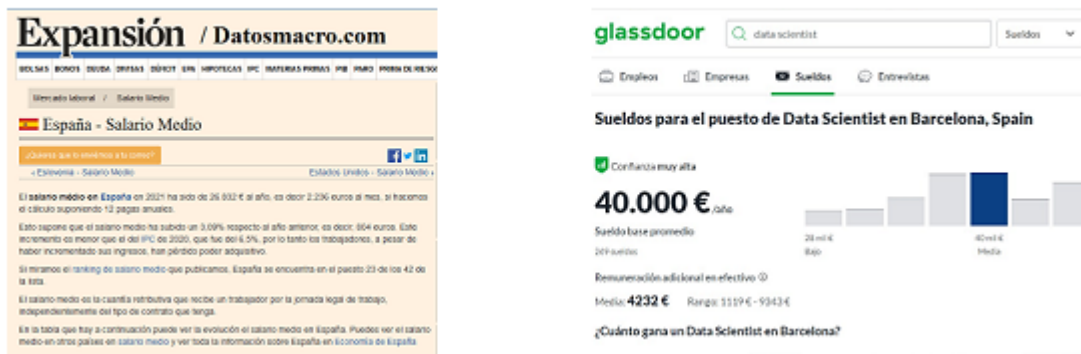 Expansión / Datosmacro.com
BOLSAS BONOS DEUDA DIVISAS DÉFICIT EPA HIPOTECAS IPC MATERIAS PRIMAS PIB PARO PRIMA DE RIESGO
Mercado laboral / Salario Medio
España - Salario Medio
¿Quieres que te enviemos a tu correo?
« Estonia - Salario Medio
Estados Unidos - Salario Medio »
El salario medio en España en 2021 ha sido de al año, es decir 2.236 euros al mes, si hacemos
el cálculo suponiendo 12 pagas anuales.
Esto supone que el salario medio ha subido un respecto al año anterior, es decir, euros. Este
incremento es menor que el del IPC de 2020, que fue del 6,5%, por lo tanto los trabajadores, a pesar de
haber incrementado sus ingresos, han pérdido poder adquisitivo.
Si miramos el ranking de salario medio que publicamos, España se encuentra en el puesto 23 de los 42 de
la lista.
El salario medio es la cuantía retributiva que recibe un trabajador por la jornada legal de trabajo,
independientemente del tipo de contrato que tenga.
En la tabla que hay a continuación puede ver la evolución el salario medio en España. Puedes ver el salario
medio en otros países en salario medio y ver toda la información sobre España en Economía de España
glassdoor
data scientist
Sueldos
Empleos Empresas Sueldos Entrevistas
Sueldos para el puesto de Data Scientist en Barcelona, Spain
Confianza muy alta
40.000 € /año
Sueldo base promedio
269 sueldos
28 mil €
Bajo
40 mil €
Media
Remuneración adicional en efectivo
Media: 4232 € Rango: 1119 € - 9343 €
¿Cuánto gana un Data Scientist en Barcelona?